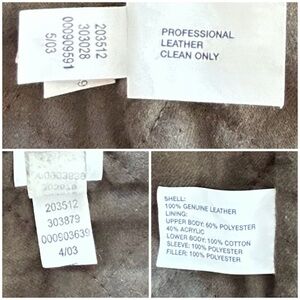 203512
303028
000909591
5/03
PROFESSIONAL
LEATHER
CLEAN ONLY
203512
303879
000903639
4/03
SHELL:
100% GENUINE LEATHER
LINING:
UPPER BODY: 60% POLYESTER
40% ACRYLIC
LOWER BODY: 100% COTTON
SLEEVE: 100% POLYESTER
FILLER: 100% POLYESTER